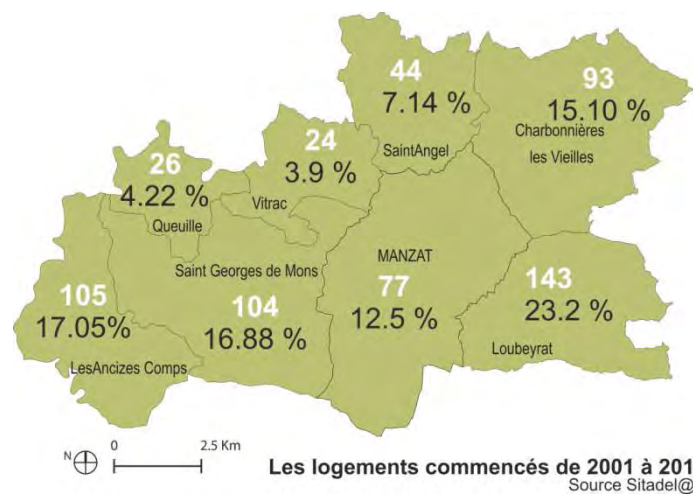 44
7.14 %
SaintAngel
93
15.10 %
Charbonnières
les Vieilles
24
3.9 %
Vitrac
26
4.22 %
Queuille
Saint Georges de Mons
104
16.88 %
MANZAT
77
12.5 %
143
23.2 %
Loubeyrat
105
17.05%
LesAncizes Comps
N
0
2.5 Km
Les logements commencés de 2001 à 201
Source Sitadel@